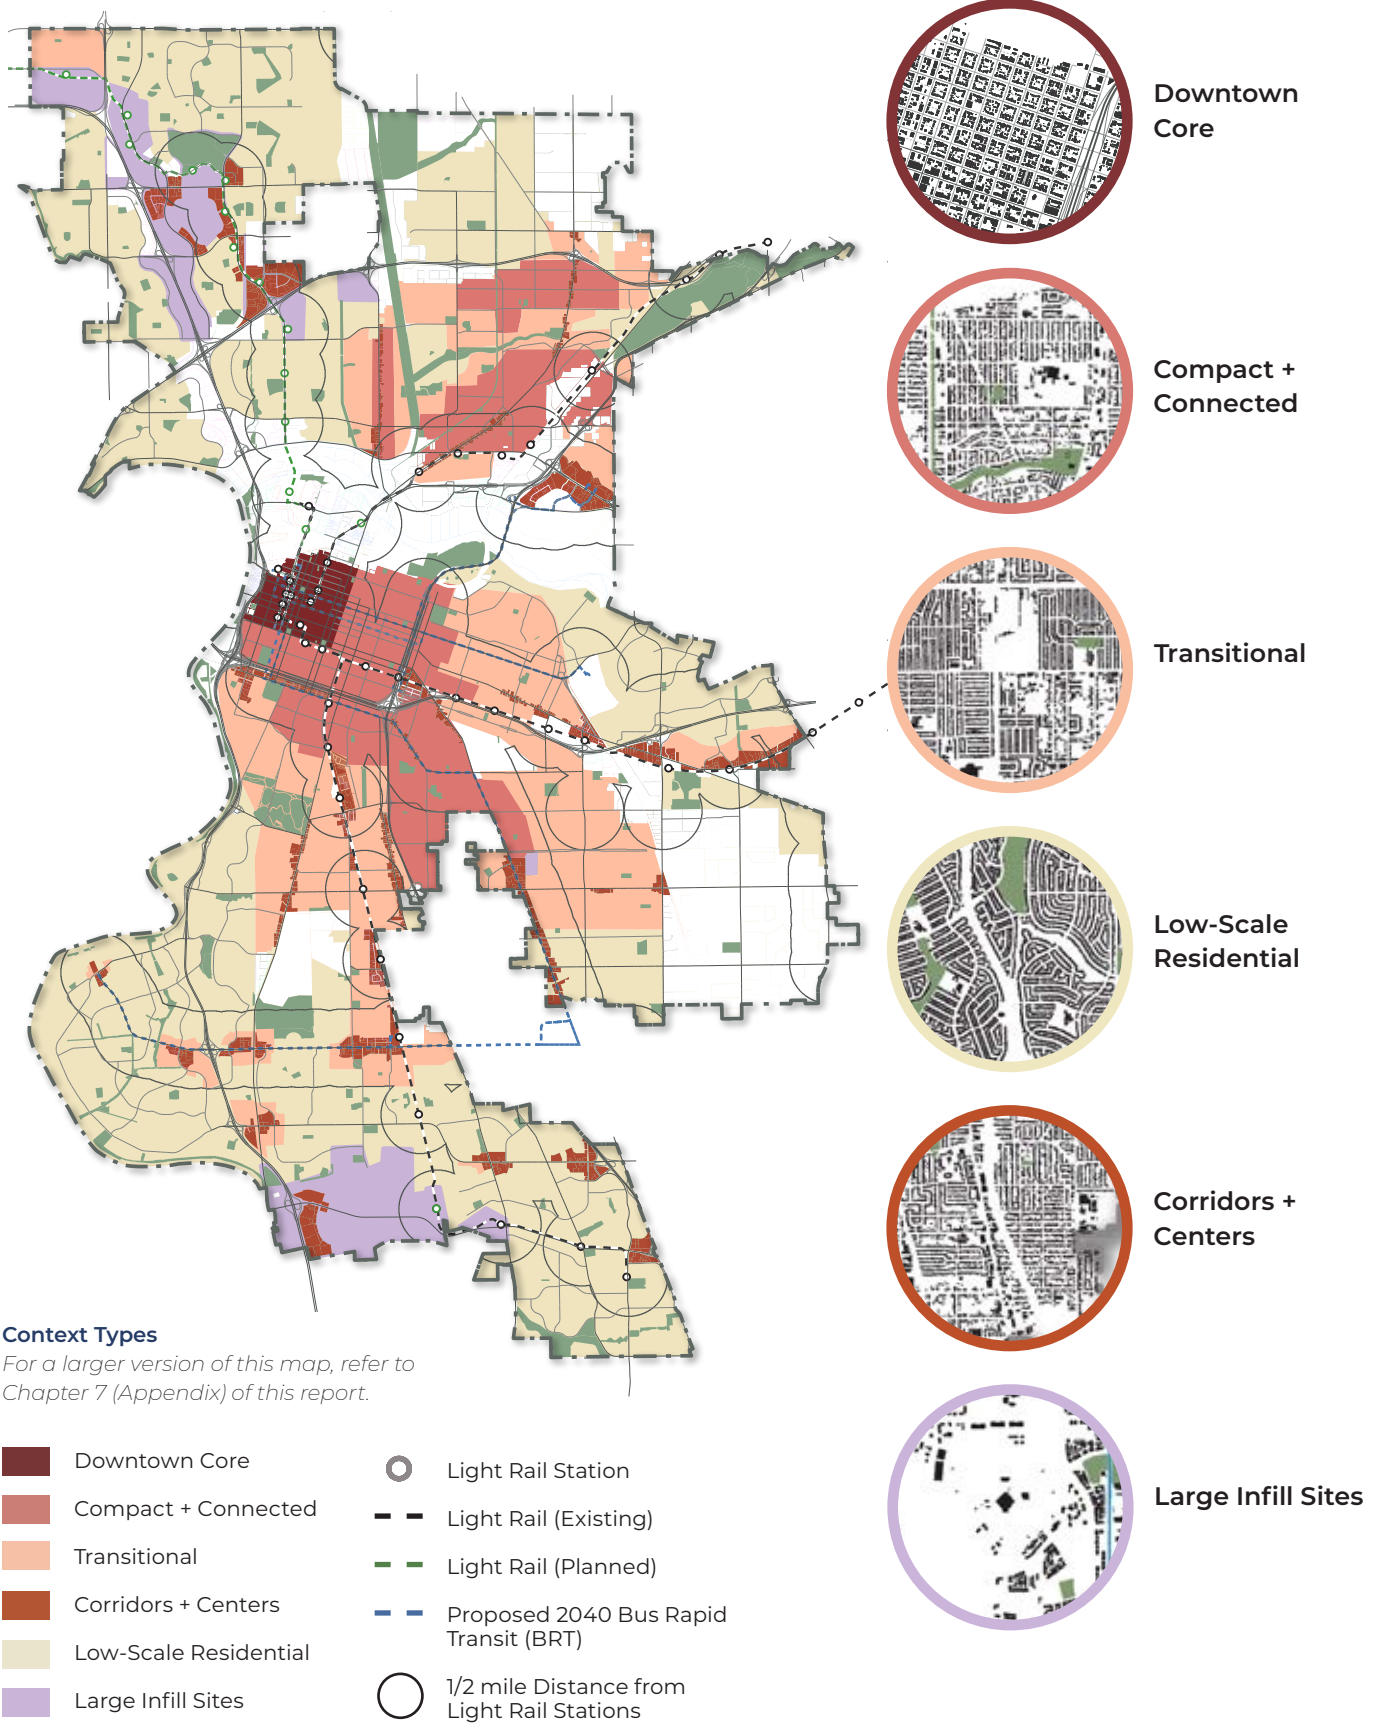 Downtown
Core
Compact +
Connected
Transitional
Low-Scale
Residential
Corridors +
Centers
Large Infill Sites
Context Types
For a larger version of this map, refer to
Chapter 7 (Appendix) of this report.
Downtown Core
Compact + Connected
Transitional
Corridors + Centers
Low-Scale Residential
Large Infill Sites
Light Rail Station
Light Rail (Existing)
Light Rail (Planned)
Proposed 2040 Bus Rapid
Transit (BRT)
1/2 mile Distance from
Light Rail Stations